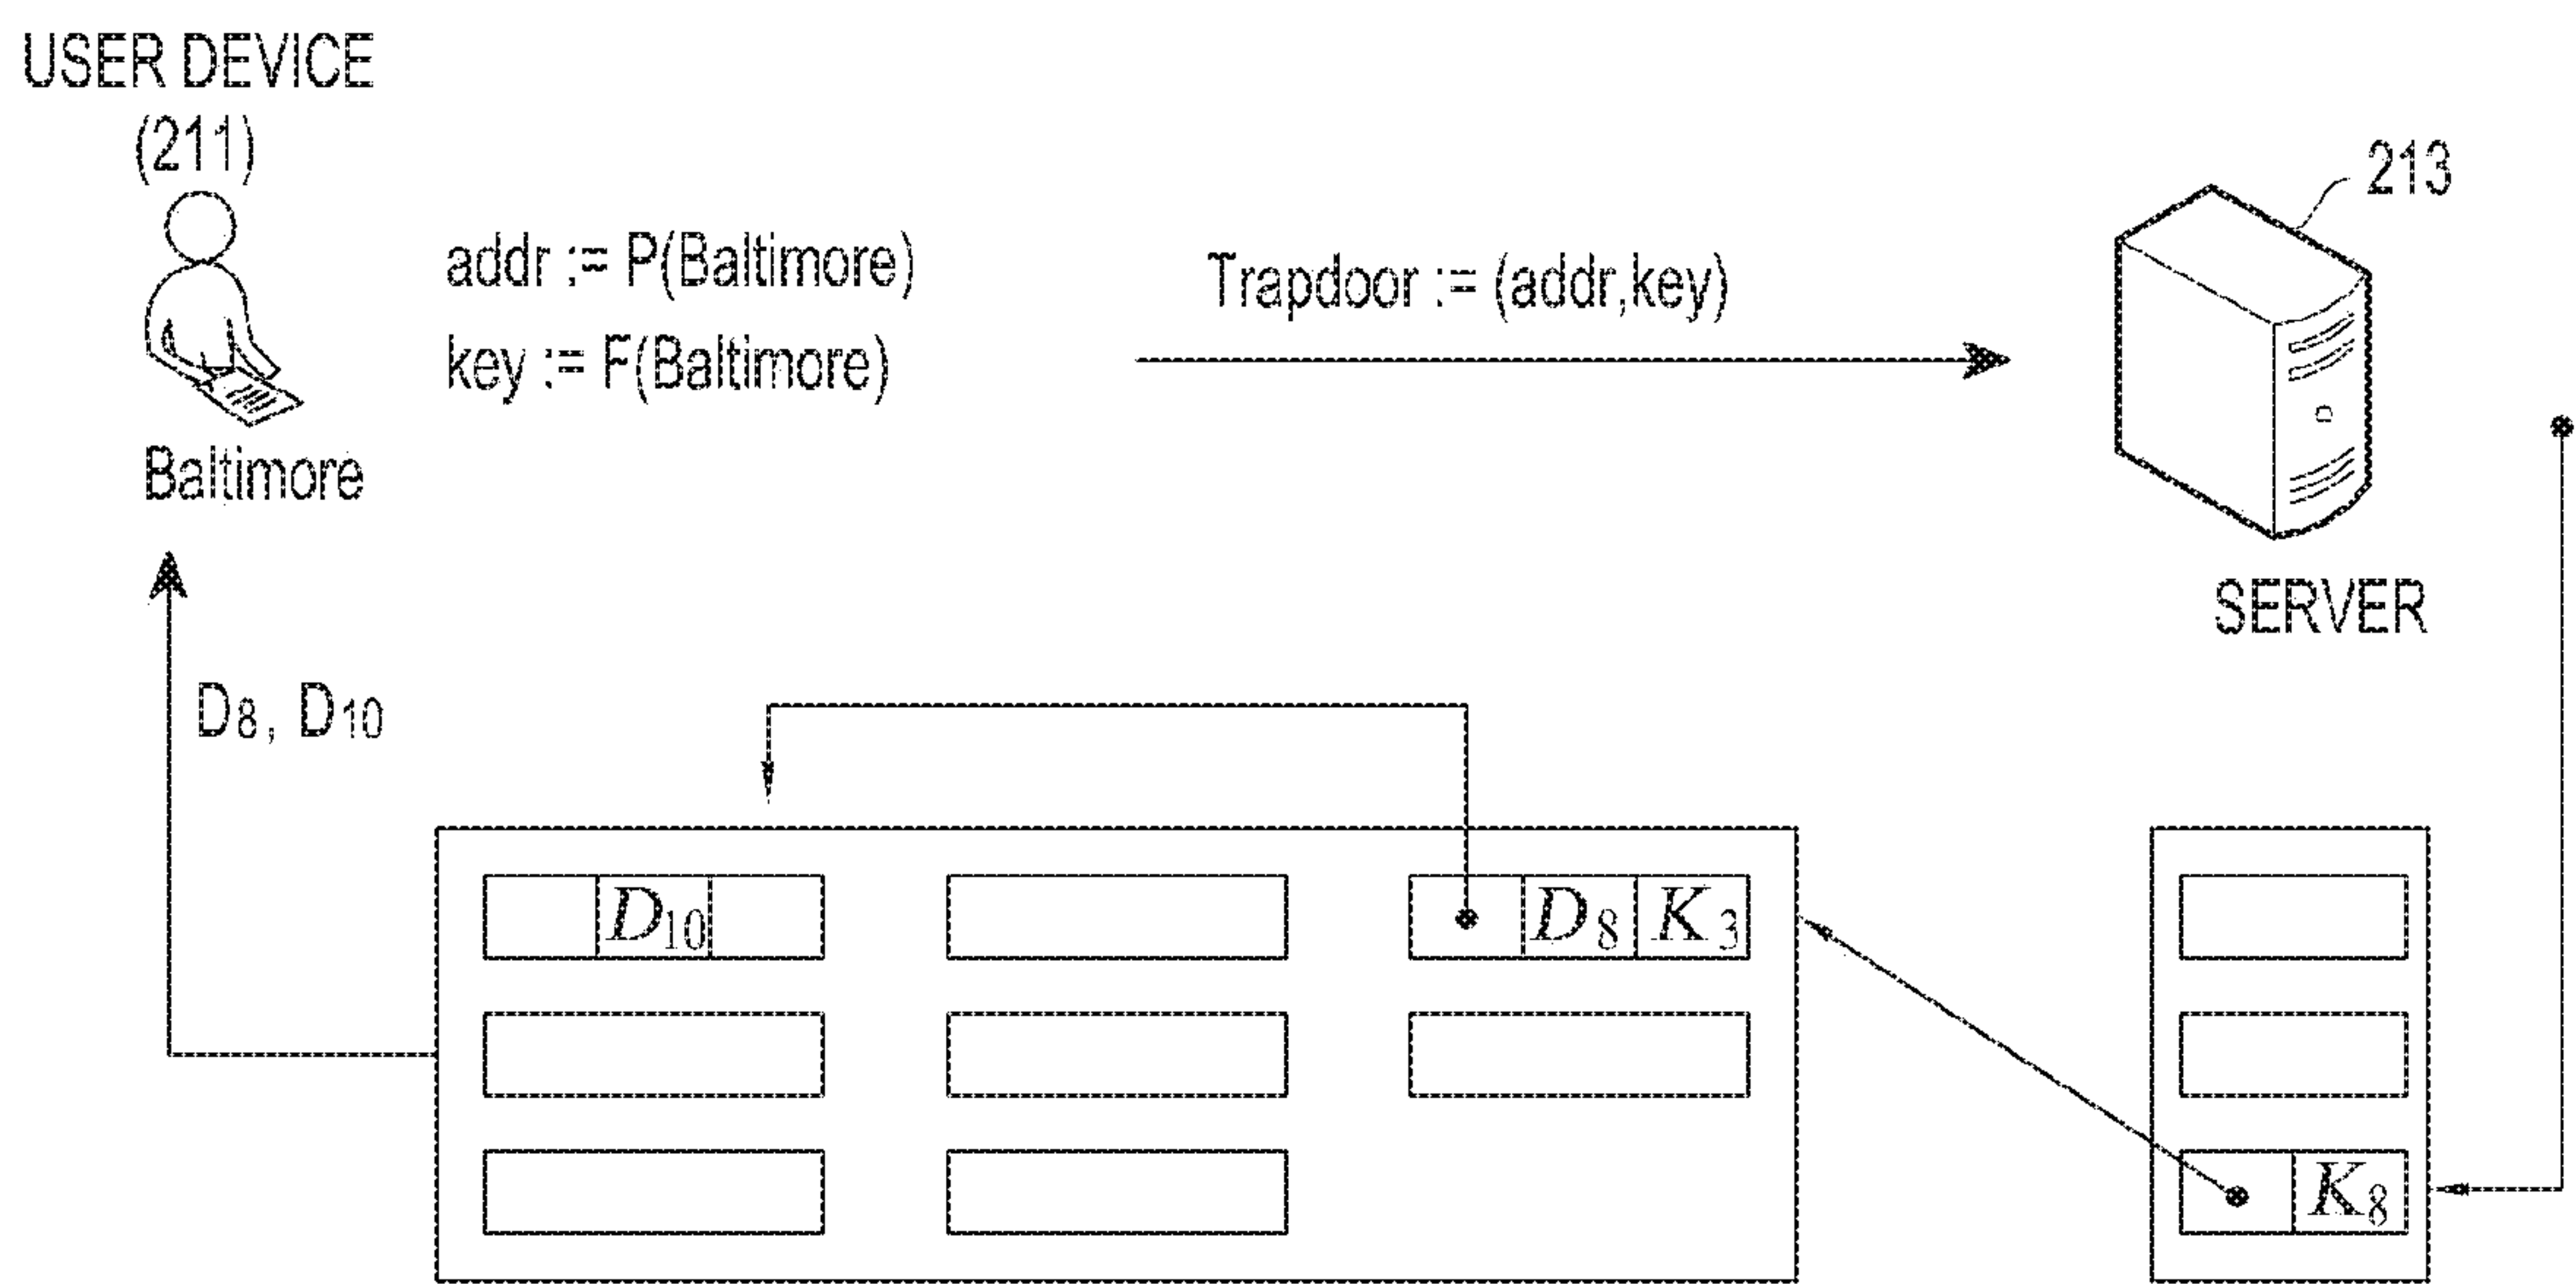 USER DEVICE
(211)
Baltimore
addr := P(Baltimore)
key := F(Baltimore)
Trapdoor := (addr,key)
213
SERVER
D8, D10
D10
D8 K3
K8